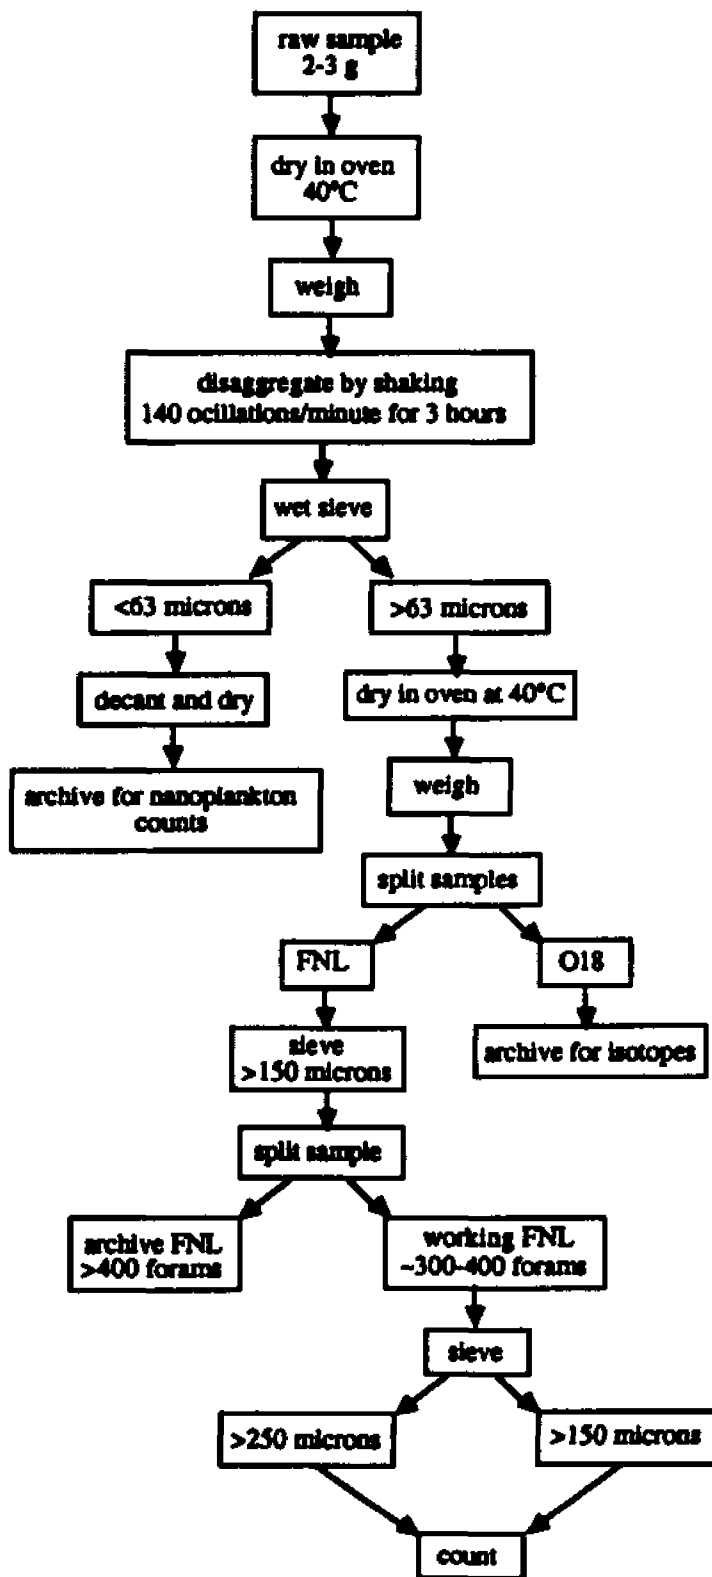 raw sample
2-3 g
dry in oven
40°C
weigh
disaggregate by shaking
140 ocillations/minute for 3 hours
wet sieve
<63 microns
>63 microns
decant and dry
dry in oven at 40°C
archive for nanoplankton
counts
weigh
split samples
FNL
O18
sieve
>150 microns
archive for isotopes
split sample
archive FNL
>400 forams
working FNL
~300-400 forams
sieve
>250 microns
>150 microns
count